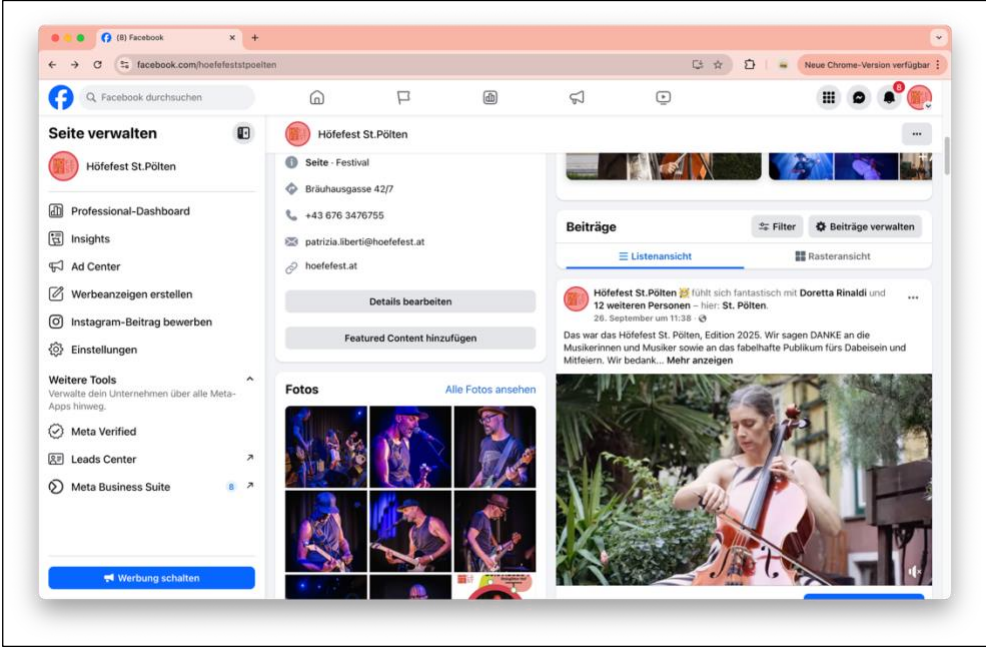 (8) Facebook
facebook.com/hoefefeststpoelten
Neue Chrome-Version verfügbar
Facebook durchsuchen
8
Seite verwalten
Höfefest St.Pölten
Professional-Dashboard
Insights
Ad Center
Werbeanzeigen erstellen
Instagram-Beitrag bewerben
Einstellungen
Weitere Tools
Verwalte dein Unternehmen über alle Meta-
Apps hinweg.
Meta Verified
Leads Center
Meta Business Suite 8
Werbung schalten
Höfefest St.Pölten
Seite · Festival
Bräuhausgasse 42/7
+43 676 3476755
patrizia.liberti@hoefefest.at
hoefefest.at
Details bearbeiten
Featured Content hinzufügen
Fotos Alle Fotos ansehen
Beiträge Filter Beiträge verwalten
Listenansicht Rasteransicht
Höfefest St.Pölten fühlt sich fantastisch mit Doretta Rinaldi und
12 weiteren Personen – hier: St. Pölten.
26. September um 11:38 ·
Das war das Höfefest St. Pölten, Edition 2025. Wir sagen DANKE an die
Musikerinnen und Musiker sowie an das fabelhafte Publikum fürs Dabeisein und
Mitfeiern. Wir bedank... Mehr anzeigen